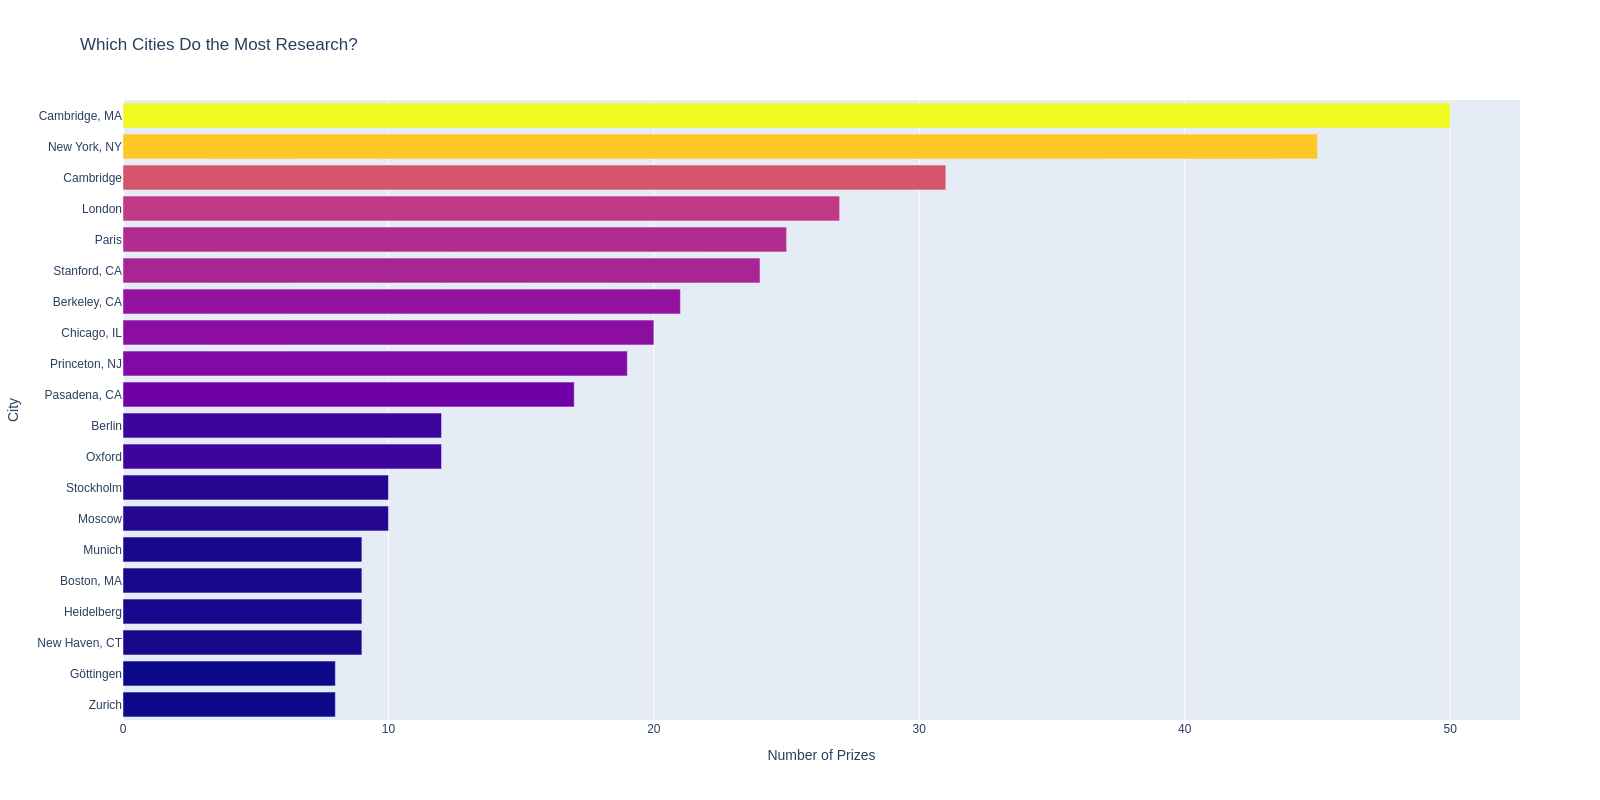 Which Cities Do the Most Research?
Cambridge, MA
New York, NY
Cambridge
London
Paris
Stanford, CA
Berkeley, CA
Chicago, IL
Princeton, NJ
Pasadena, CA
Berlin
Oxford
Stockholm
Moscow
Munich
Boston, MA
Heidelberg
New Haven, CT
Göttingen
Zurich
City
0 10 20 30 40 50
Number of Prizes